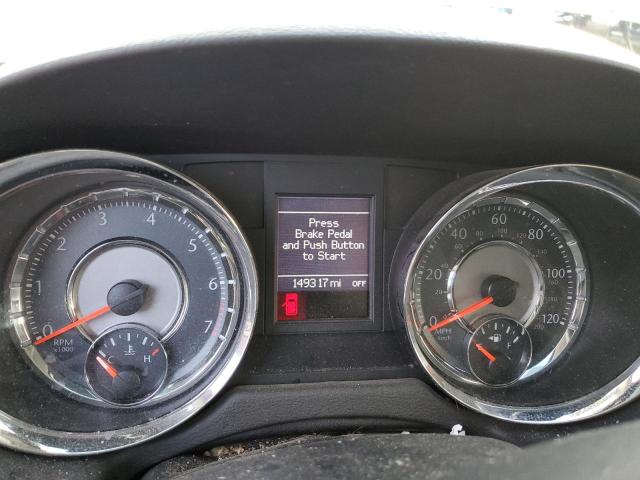 Press
Brake Pedal
and Push Button
to Start
149317 mi OFF
0 1 2 3 4 5 6 7
RPM
x1000
C H
0 20 40 60 80 100 120
MPH
km/h
F